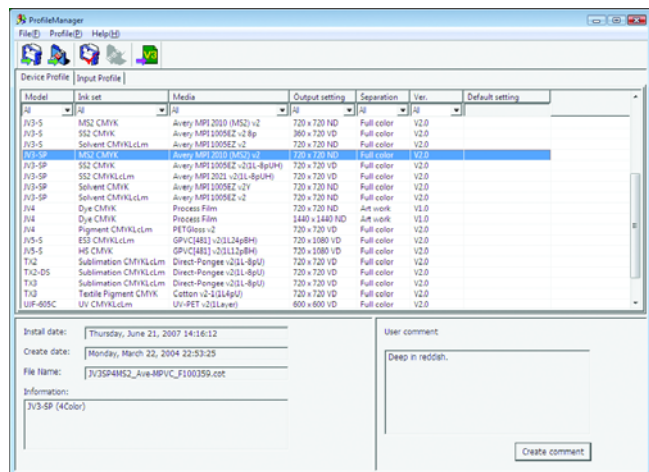 ProfileManager
File(F) Profile(P) Help(H)
V3
Device Profile Input Profile
Model Ink set Media Output setting Separation Ver. Default setting
All All All All All All
JV3-S MS2 CMYK Avery MPI 2010 (MS2) v2 720 x 720 ND Full color V2.0
JV3-S SS2 CMYK Avery MPI1005EZ v2 8p 360 x 720 VD Full color V2.0
JV3-S Solvent CMYKLcLm Avery MPI1005EZ v2 720 x 720 ND Full color V2.0
JV3-SP MS2 CMYK Avery MPI 2010 (MS2) v2 720 x 720 ND Full color V2.0
JV3-SP SS2 CMYK Avery MPI1005EZ v2(1L-8pUH) 720 x 720 VD Full color V2.0
JV3-SP SS2 CMYKLcLm Avery MPI2021 v2(1L-8pUH) 720 x 720 VD Full color V2.0
JV3-SP Solvent CMYK Avery MPI1005EZ v2Y 720 x 720 ND Full color V2.0
JV3-SP Solvent CMYKLcLm Avery MPI1005EZ v2 720 x 720 ND Full color V2.0
JV4 Dye CMYK Process Film 720 x 720 ND Art work V1.0
JV4 Dye CMYK Process Film 1440 x 1440 ND Art work V1.0
JV4 Pigment CMYKLcLm PETGloss v2 720 x 720 VD Full color V2.0
JV5-S ES3 CMYKLcLm GPVC[481] v2(1L24pBH) 720 x 1080 VD Full color V2.0
JV5-S HS CMYK GPVC[481] v2(1L12pBH) 720 x 1080 VD Full color V2.0
TX2 Sublimation CMYKLcLm Direct-Pongee v2(1L-8pU) 720 x 720 VD Full color V2.0
TX2-DS Sublimation CMYKLcLm Direct-Pongee v2(1L-8pU) 720 x 720 VD Full color V2.0
TX3 Sublimation CMYKLcLm Direct-Pongee v2(1L-8pU) 720 x 720 VD Full color V2.0
TX3 Textile Pigment CMYK Cotton v2-1(1L4pU) 720 x 720 VD Full color V2.0
UJF-605C UV CMYKLcLm UV-PET v2(1Layer) 600 x 600 VD Full color V2.0
Install date: Thursday, June 21, 2007 14:16:12
Create date: Monday, March 22, 2004 22:53:25
File Name: JV3SP4MS2_Ave-MPVC_F100359.cot
Information:
JV3-SP (4Color)
User comment
Deep in reddish.
Create comment